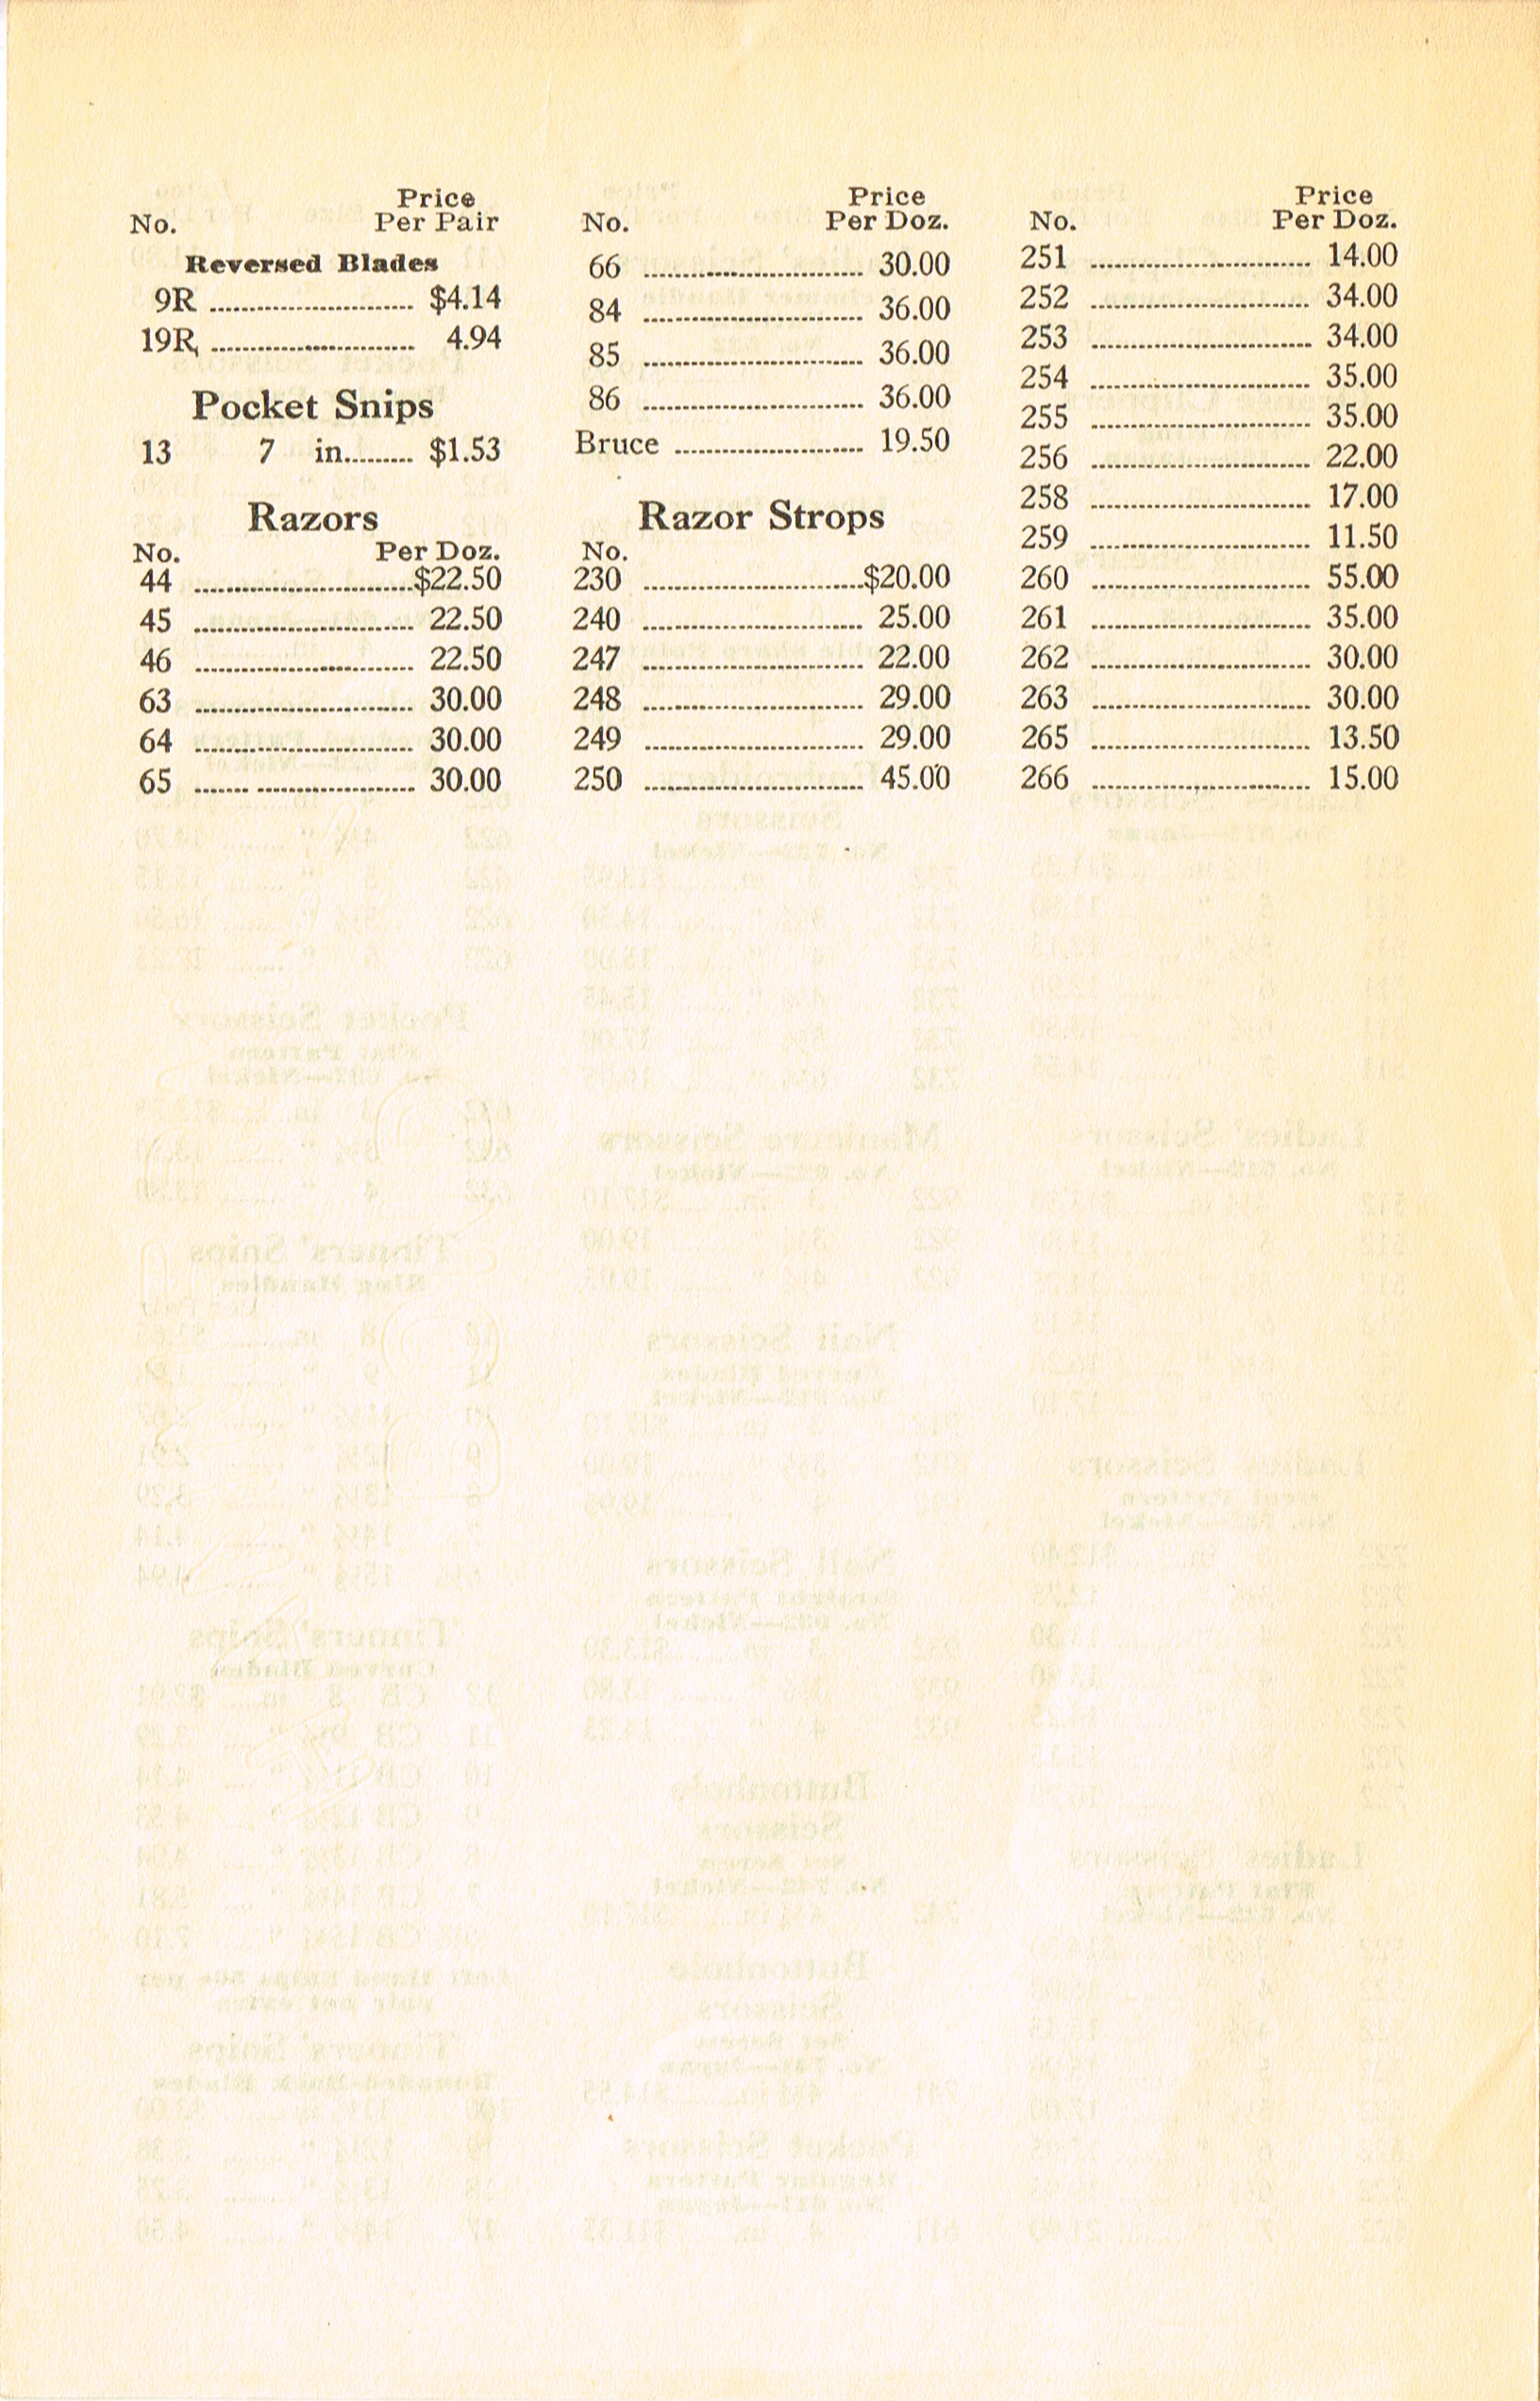 Price
No. Per Pair
Reversed Blades
9R .......................... $4.14
19R .......................... 4.94
Pocket Snips
13 7 in......... $1.53
Razors
No. Per Doz.
44 ............................$22.50
45 ............................ 22.50
46 ............................ 22.50
63 ............................ 30.00
64 ............................ 30.00
65 ............................ 30.00
Price
No. Per Doz.
66 ............................ 30.00
84 ............................ 36.00
85 ............................ 36.00
86 ............................ 36.00
Bruce ........................ 19.50
Razor Strops
No.
230 ............................$20.00
240 ............................ 25.00
247 ............................ 22.00
248 ............................ 29.00
249 ............................ 29.00
250 ............................ 45.00
Price
No. Per Doz.
251 ............................ 14.00
252 ............................ 34.00
253 ............................ 34.00
254 ............................ 35.00
255 ............................ 35.00
256 ............................ 22.00
258 ............................ 17.00
259 ............................ 11.50
260 ............................ 55.00
261 ............................ 35.00
262 ............................ 30.00
263 ............................ 30.00
265 ............................ 13.50
266 ............................ 15.00